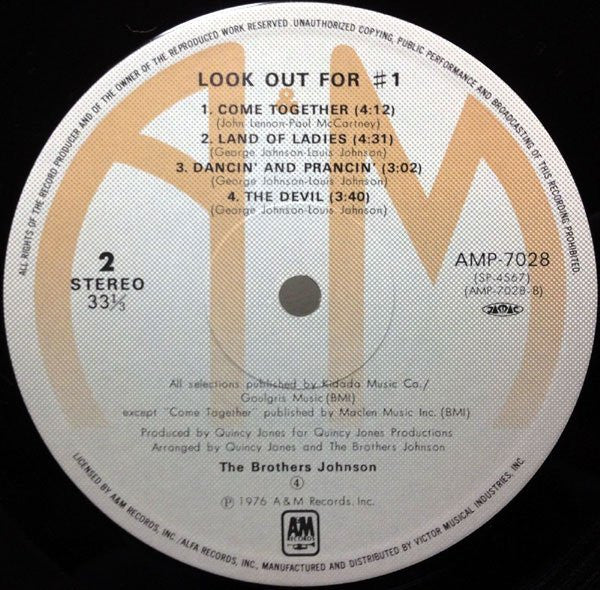 ALL RIGHTS OF THE RECORD PRODUCER AND OF THE OWNER OF THE REPRODUCED WORK RESERVED. UNAUTHORIZED COPYING, PUBLIC PERFORMANCE AND BROADCASTING OF THIS RECORDING PROHIBITED.
A&M
LOOK OUT FOR #1
1. COME TOGETHER (4:12)
(John Lennon-Paul McCartney)
2. LAND OF LADIES (4:31)
(George Johnson-Louis Johnson)
3. DANCIN' AND PRANCIN' (3:02)
(George Johnson-Louis Johnson)
4. THE DEVIL (3:40)
(George Johnson-Louis Johnson)
2
STEREO
33⅓
AMP-7028
(SP-4567)
(AMP-7028-B)
JASRAC
All selections published by Kidada Music Co./
Goulgris Music (BMI)
except "Come Together" published by Maclen Music Inc. (BMI)
Produced by Quincy Jones for Quincy Jones Productions
Arranged by Quincy Jones and The Brothers Johnson
The Brothers Johnson
④
℗ 1976 A & M Records, Inc.
A&M
RECORDS
LICENSED BY A&M RECORDS, INC./ALFA RECORDS, INC., MANUFACTURED AND DISTRIBUTED BY VICTOR MUSICAL INDUSTRIES, INC.